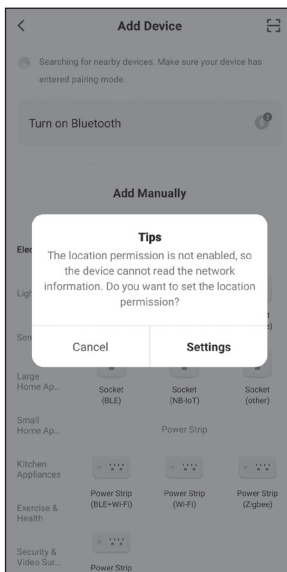 Add Device
Searching for nearby devices. Make sure your device has
entered pairing mode.
Turn on Bluetooth
Add Manually
Tips
The location permission is not enabled, so
the device cannot read the network
information. Do you want to set the location
permission?
Cancel
Settings
Large
Home Ap...
Socket
(BLE)
Socket
(NB-IoT)
Socket
(other)
Small
Home Ap...
Power Strip
Kitchen
Appliances
Power Strip
(BLE+Wi-Fi)
Power Strip
(Wi-Fi)
Power Strip
(Zigbee)
Exercise &
Health
Security &
Video Sur...
Power Strip